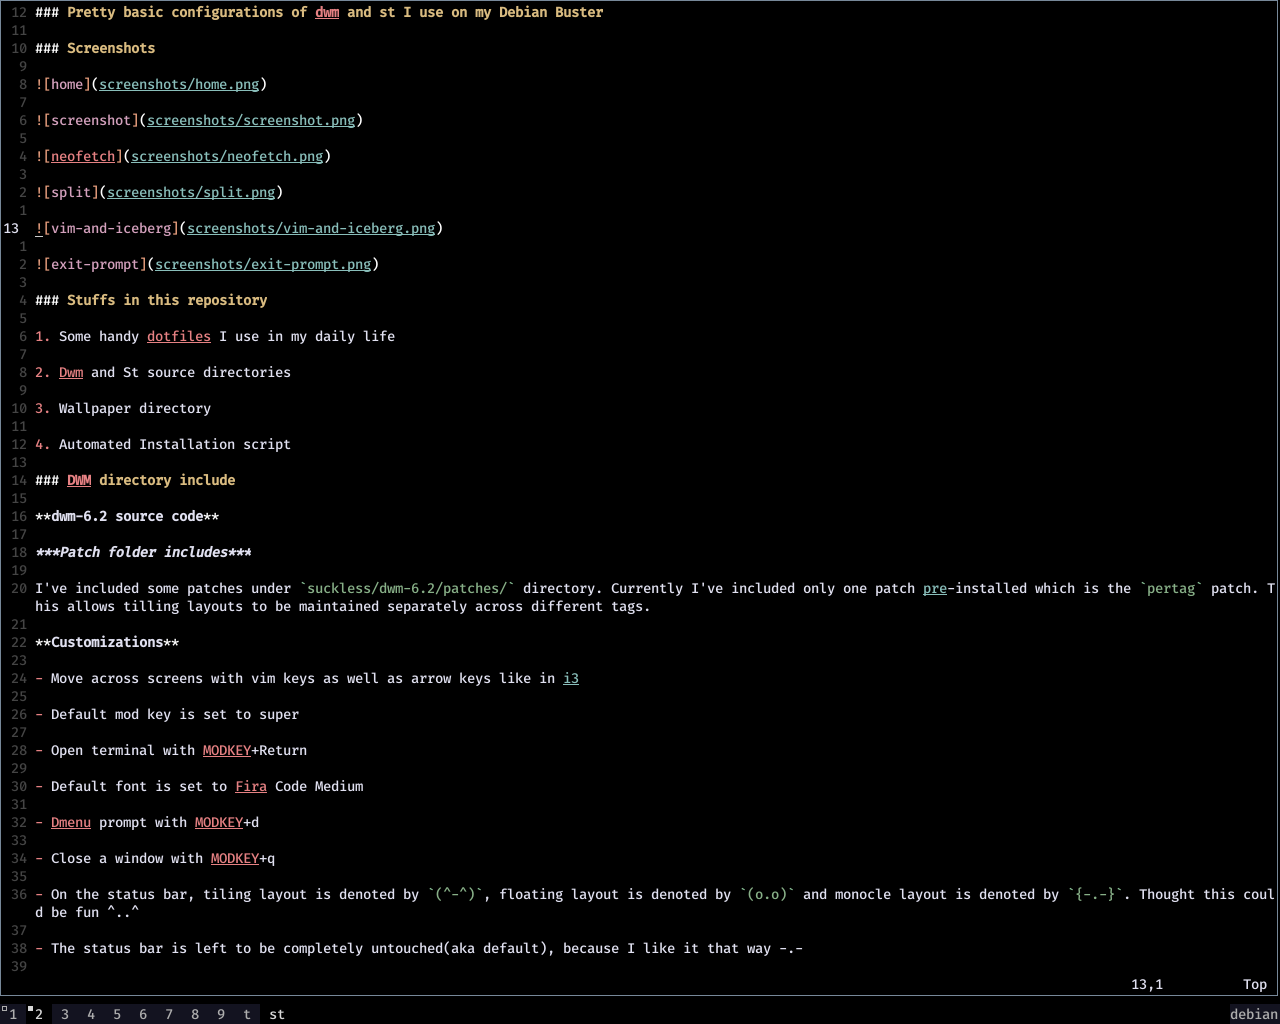 12 ### Pretty basic configurations of dwm and st I use on my Debian Buster
11
10 ### Screenshots
9
8 ![home](screenshots/home.png)
7
6 ![screenshot](screenshots/screenshot.png)
5
4 ![neofetch](screenshots/neofetch.png)
3
2 ![split](screenshots/split.png)
1
13 ![vim-and-iceberg](screenshots/vim-and-iceberg.png)
1
2 ![exit-prompt](screenshots/exit-prompt.png)
3
4 ### Stuffs in this repository
5
6 1. Some handy dotfiles I use in my daily life
7
8 2. Dwm and St source directories
9
10 3. Wallpaper directory
11
12 4. Automated Installation script
13
14 ### DWM directory include
15
16 **dwm-6.2 source code**
17
18 ***Patch folder includes***
19
20 I've included some patches under `suckless/dwm-6.2/patches/` directory. Currently I've included only one patch pre-installed which is the `pertag` patch. T
his allows tilling layouts to be maintained separately across different tags.
21
22 **Customizations**
23
24 - Move across screens with vim keys as well as arrow keys like in i3
25
26 - Default mod key is set to super
27
28 - Open terminal with MODKEY+Return
29
30 - Default font is set to Fira Code Medium
31
32 - Dmenu prompt with MODKEY+d
33
34 - Close a window with MODKEY+q
35
36 - On the status bar, tiling layout is denoted by `(^-^)`, floating layout is denoted by `(o.o)` and monocle layout is denoted by `{-.-}`. Thought this coul
d be fun ^..^
37
38 - The status bar is left to be completely untouched(aka default), because I like it that way -.-
39
13,1 Top
1 2 3 4 5 6 7 8 9 t st debian